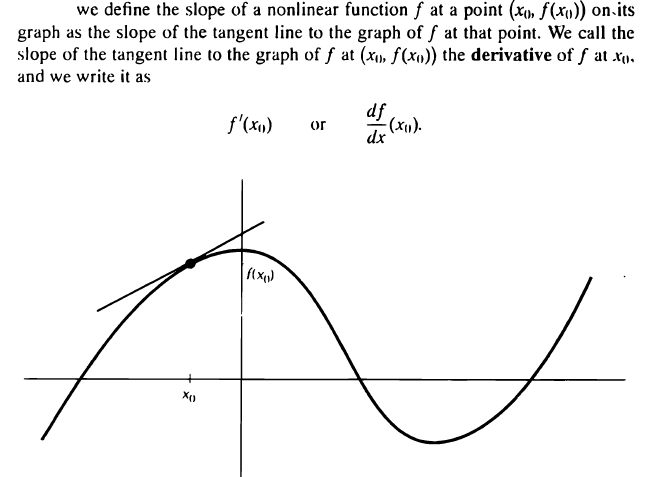 we define the slope of a nonlinear function f at a point (x₀, f(x₀)) on its
graph as the slope of the tangent line to the graph of f at that point. We call the
slope of the tangent line to the graph of f at (x₀, f(x₀)) the derivative of f at x₀,
and we write it as
f′(x₀) or df/dx (x₀).
f(x₀)
x₀